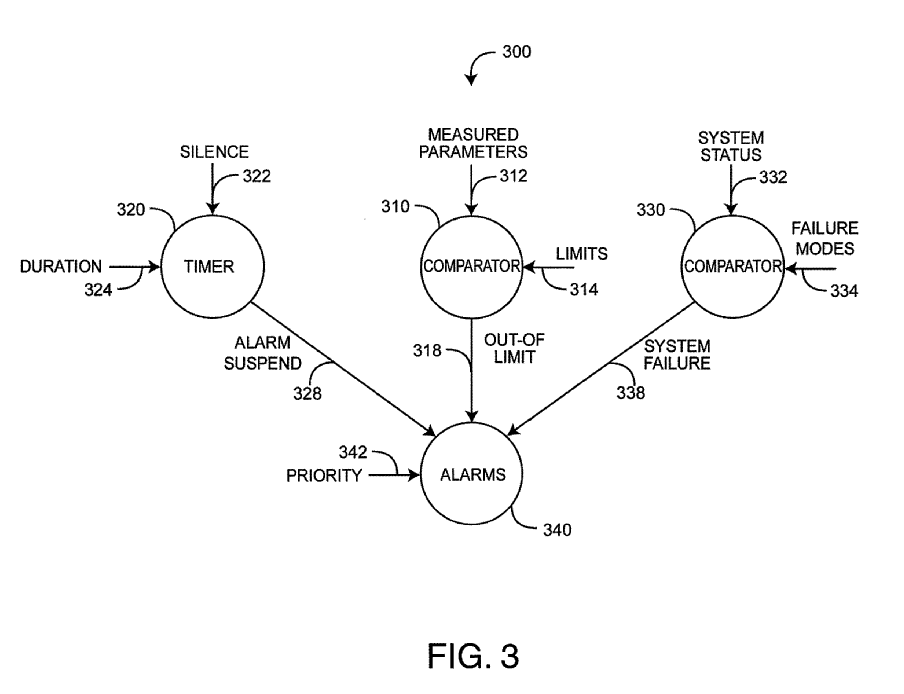 300
MEASURED
PARAMETERS
312
SILENCE
322
SYSTEM
STATUS
332
320
310
330
FAILURE
MODES
DURATION
324
TIMER
COMPARATOR
LIMITS
314
COMPARATOR
334
ALARM
SUSPEND
328
318
OUT-OF
LIMIT
SYSTEM
FAILURE
338
342
PRIORITY
ALARMS
340
FIG. 3